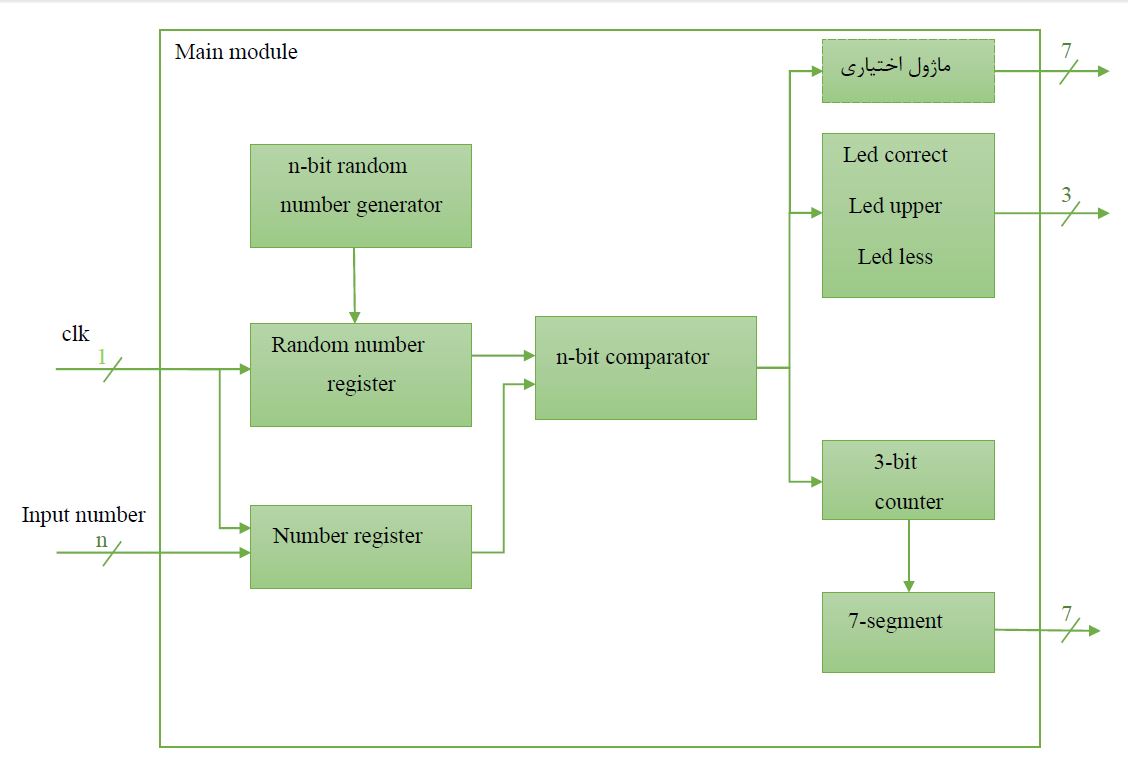 Main module
ماژول اختیاری
7
Led correct
Led upper
Led less
3
n-bit random
number generator
clk
1
Random number
register
n-bit comparator
3-bit
counter
Input number
n
Number register
7-segment
7